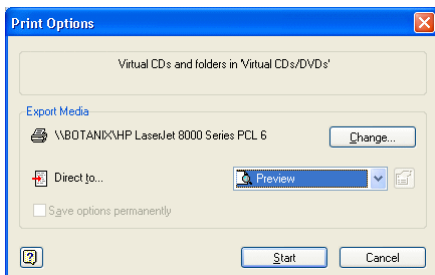 Print Options
Virtual CDs and folders in 'Virtual CDs/DVDs'
Export Media
\\BOTANIX\HP LaserJet 8000 Series PCL 6
Change...
Direct to...
Preview
Save options permanently
?
Start
Cancel